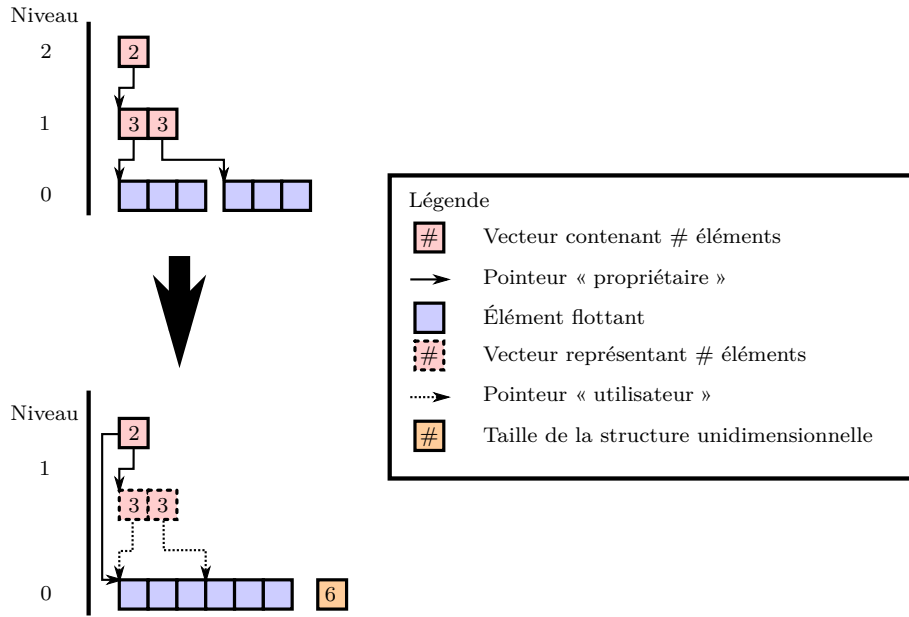 Niveau
2
2
1
3 3
0
Légende
# Vecteur contenant # éléments
Pointeur « propriétaire »
Élément flottant
# Vecteur représentant # éléments
Pointeur « utilisateur »
# Taille de la structure unidimensionnelle
Niveau
2
1
3 3
0
6